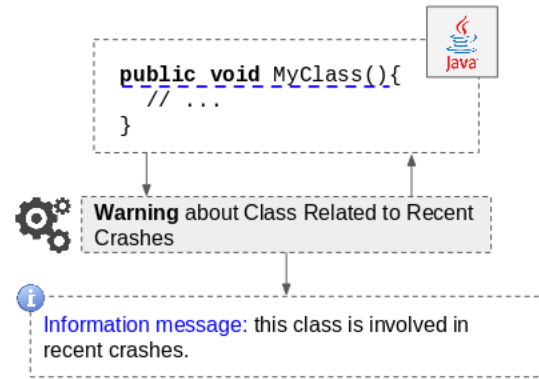 Java
public void MyClass(){
// ...
}
Warning about Class Related to Recent
Crashes
i
Information message: this class is involved in
recent crashes.